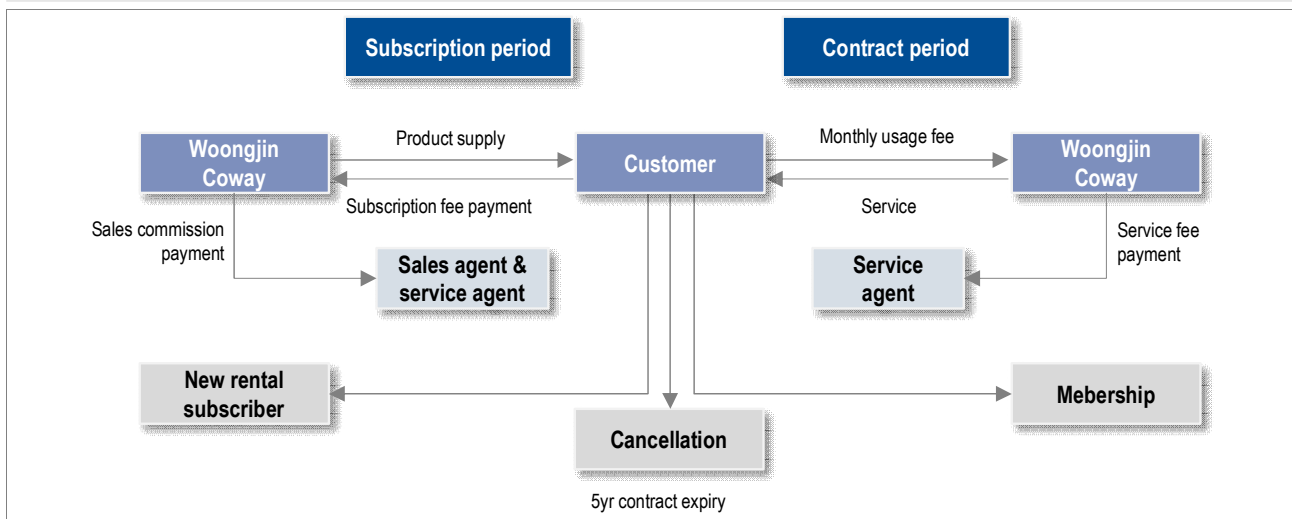 Subscription period
Contract period
Product supply
Monthly usage fee
Woongjin
Coway
Customer
Woongjin
Coway
Subscription fee payment
Service
Sales commission
payment
Service fee
payment
Sales agent &
service agent
Service
agent
New rental
subscriber
Mebership
Cancellation
5yr contract expiry